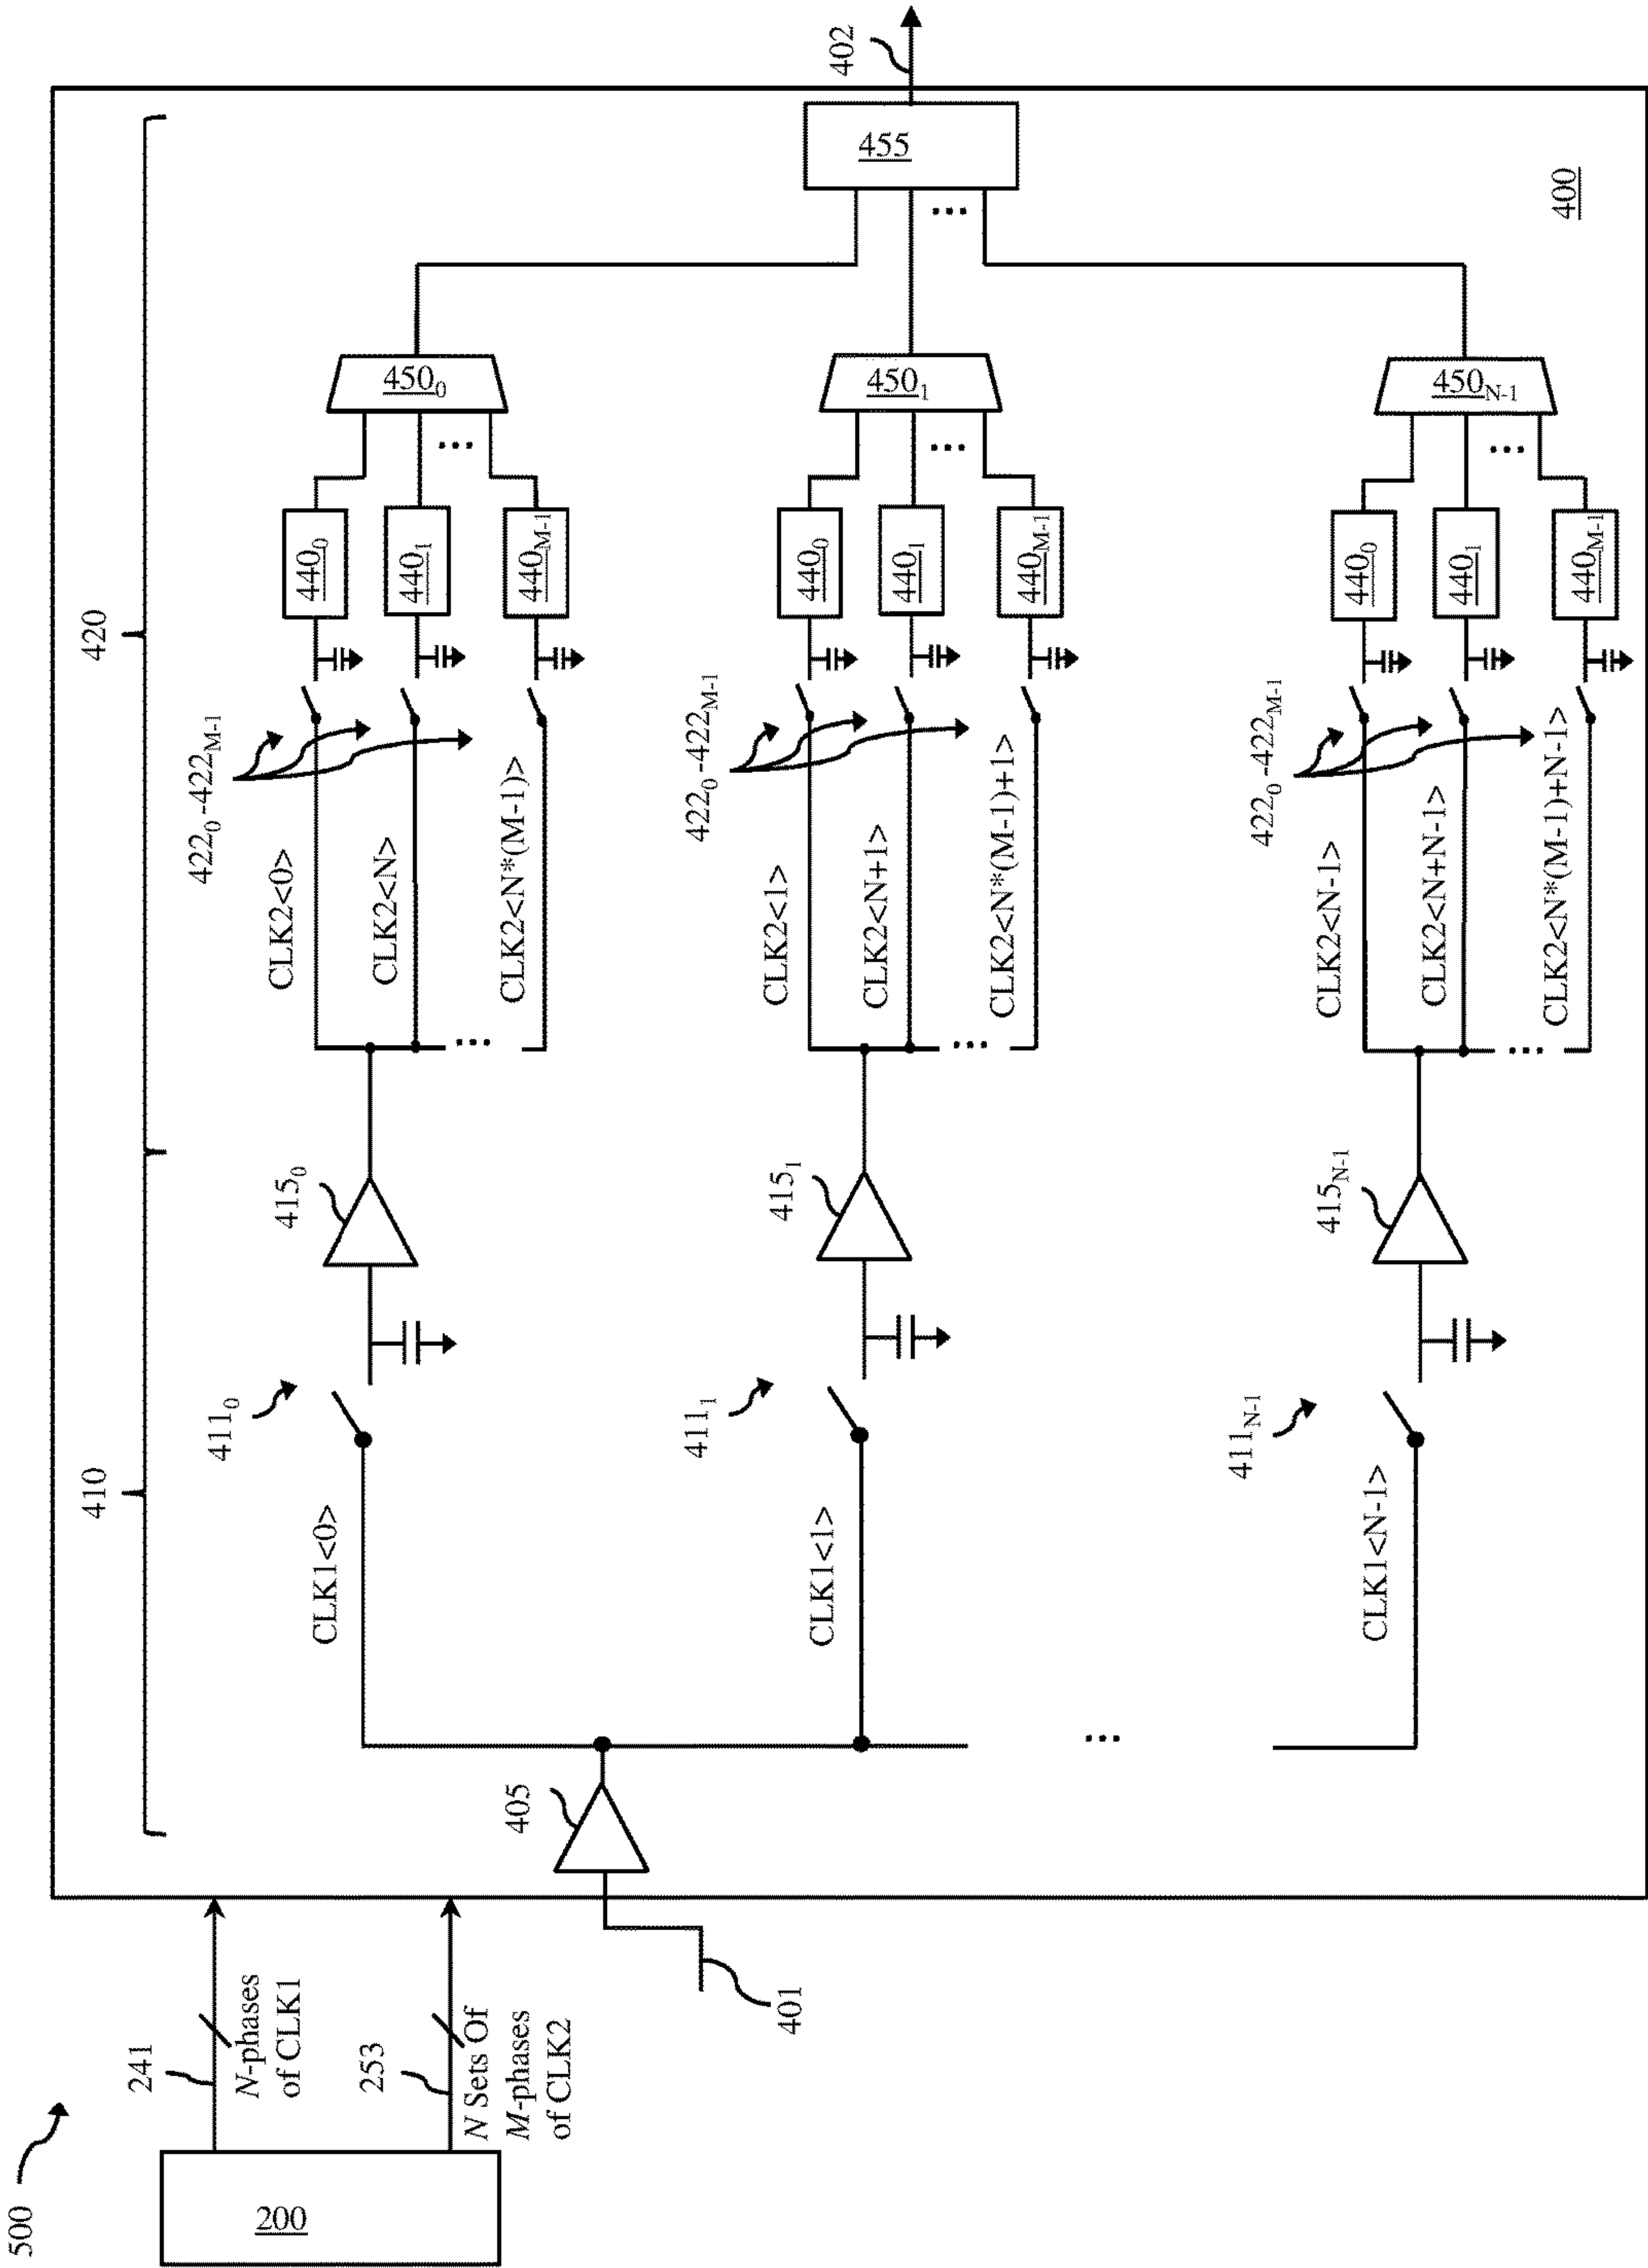 500
200
241
N-phases
of CLK1
253
N Sets Of
M-phases
of CLK2
401
405
410
420
CLK1<0>
411₀
415₀
CLK2<0>
CLK2<N>
CLK2<N*(M-1)>
422₀-422M-1
440₀
440₁
440M-1
450₀
CLK1<1>
411₁
415₁
CLK2<1>
CLK2<N+1>
CLK2<N*(M-1)+1>
422₀-422M-1
440₀
440₁
440M-1
450₁
CLK1<N-1>
411N-1
415N-1
CLK2<N-1>
CLK2<N+N-1>
CLK2<N*(M-1)+N-1>
422₀-422M-1
440₀
440₁
440M-1
450N-1
455
402
400